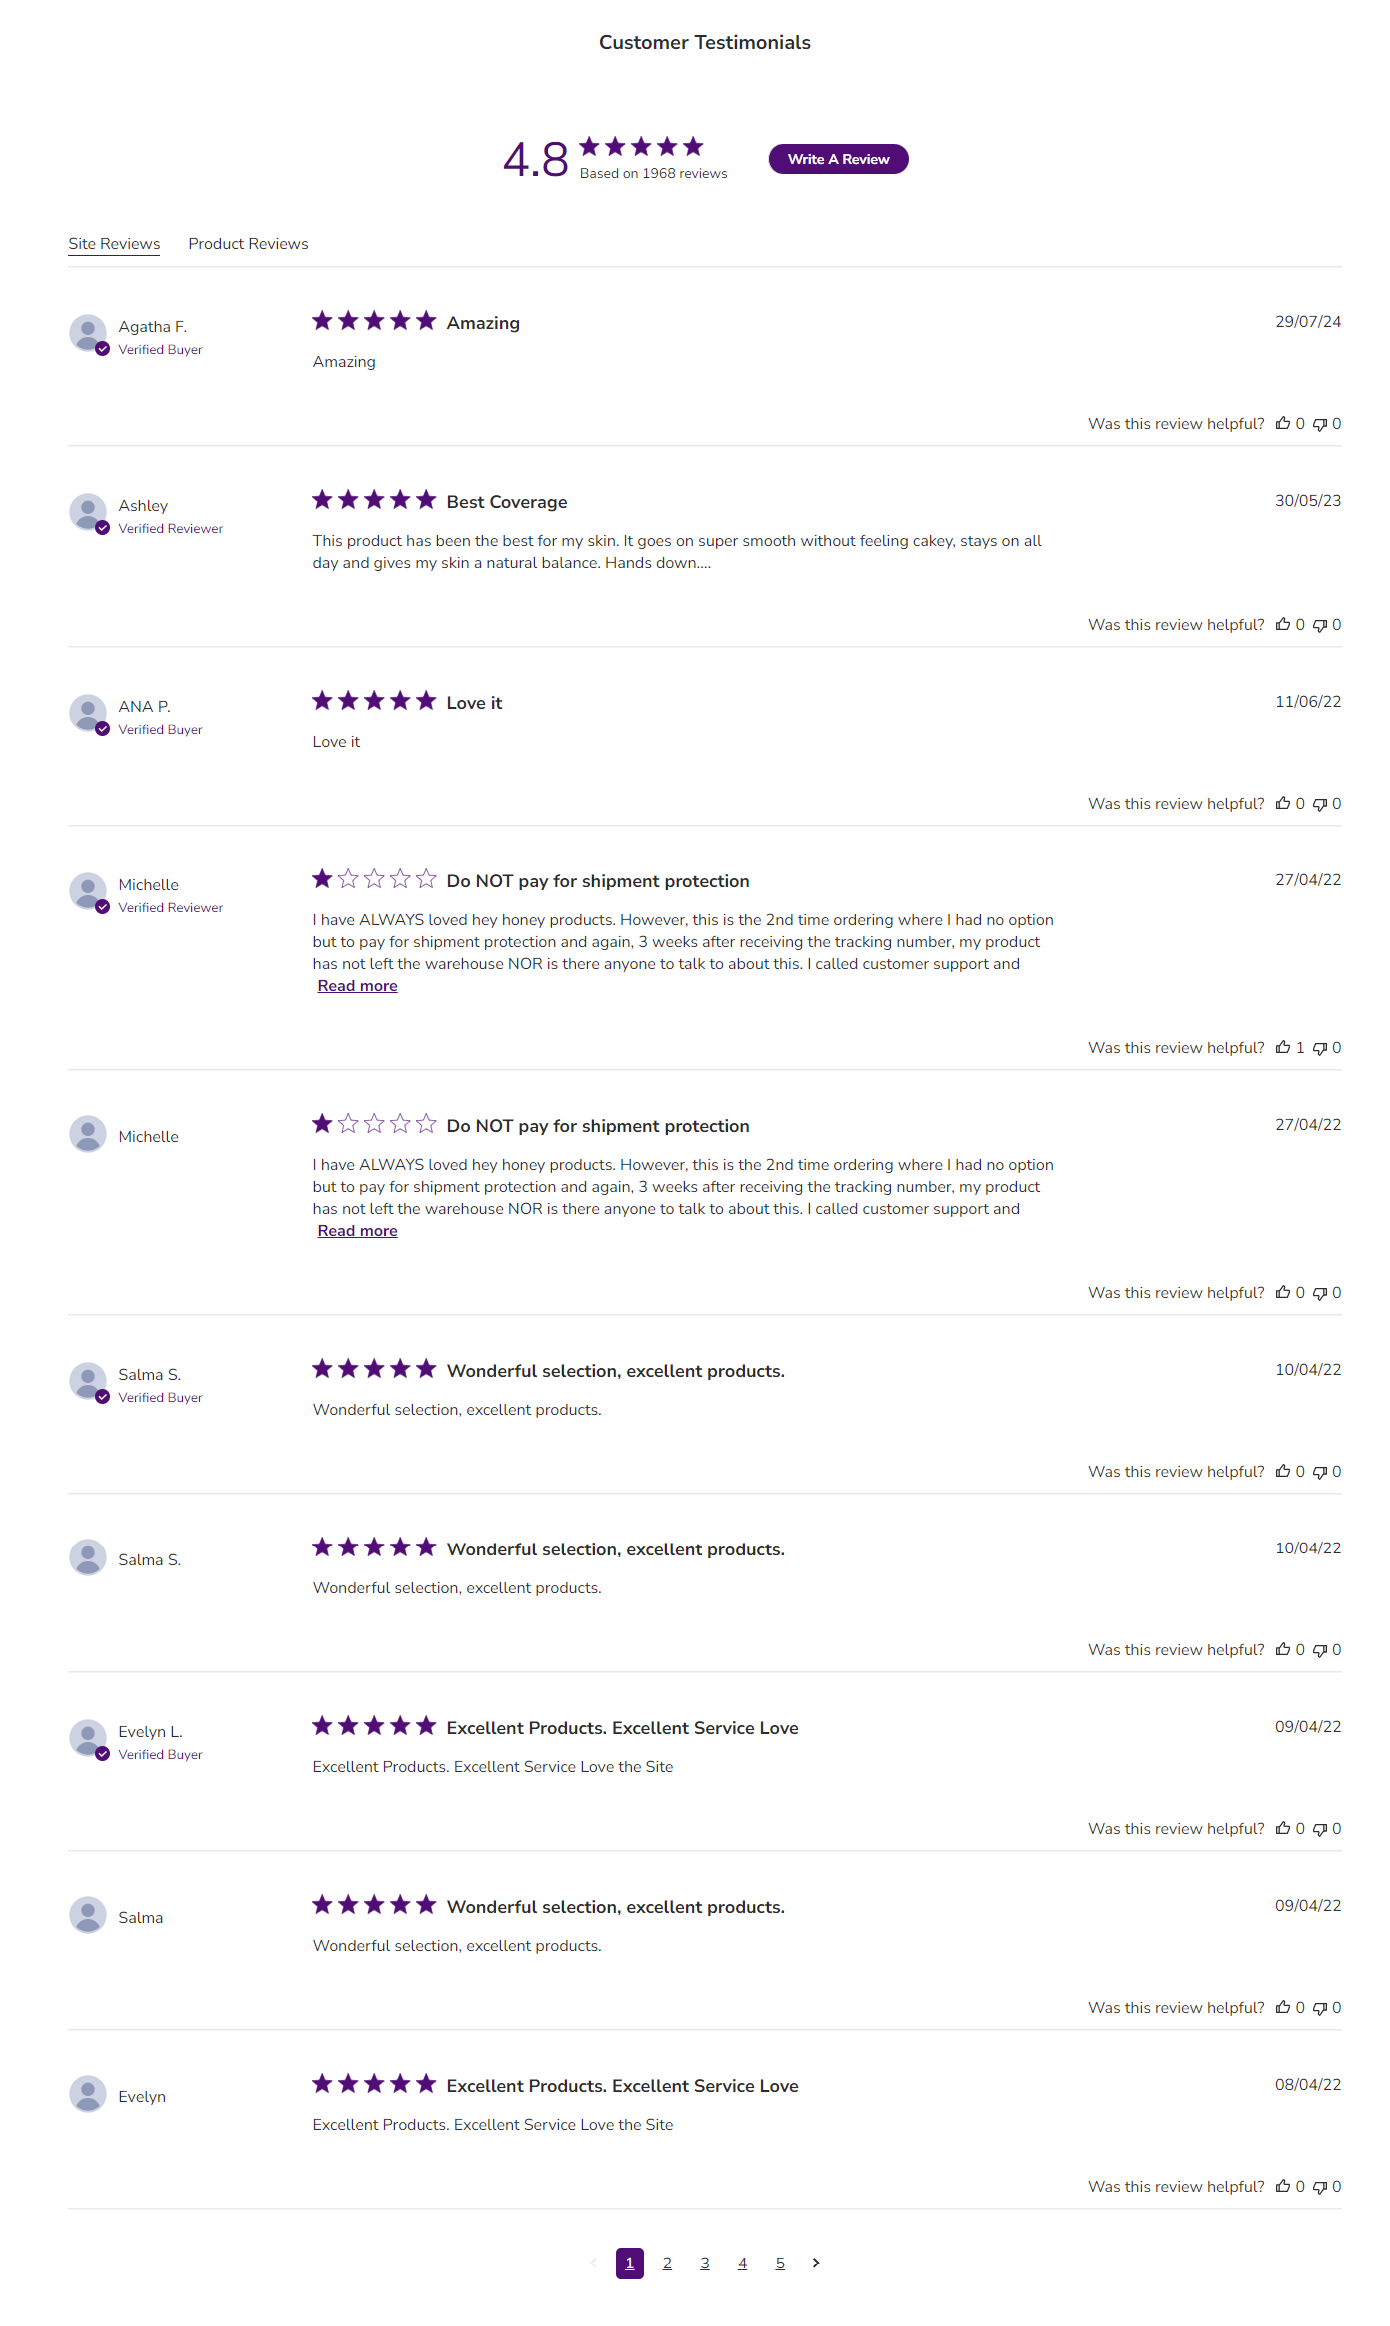 Customer Testimonials
4.8
Based on 1968 reviews
Write A Review
Site Reviews Product Reviews
Agatha F.
Verified Buyer
Amazing
29/07/24
Amazing
Was this review helpful? 0 0
Ashley
Verified Reviewer
Best Coverage
30/05/23
This product has been the best for my skin. It goes on super smooth without feeling cakey, stays on all
day and gives my skin a natural balance. Hands down....
Was this review helpful? 0 0
ANA P.
Verified Buyer
Love it
11/06/22
Love it
Was this review helpful? 0 0
Michelle
Verified Reviewer
Do NOT pay for shipment protection
27/04/22
I have ALWAYS loved hey honey products. However, this is the 2nd time ordering where I had no option
but to pay for shipment protection and again, 3 weeks after receiving the tracking number, my product
has not left the warehouse NOR is there anyone to talk to about this. I called customer support and
Read more
Was this review helpful? 1 0
Michelle
Do NOT pay for shipment protection
27/04/22
I have ALWAYS loved hey honey products. However, this is the 2nd time ordering where I had no option
but to pay for shipment protection and again, 3 weeks after receiving the tracking number, my product
has not left the warehouse NOR is there anyone to talk to about this. I called customer support and
Read more
Was this review helpful? 0 0
Salma S.
Verified Buyer
Wonderful selection, excellent products.
10/04/22
Wonderful selection, excellent products.
Was this review helpful? 0 0
Salma S.
Wonderful selection, excellent products.
10/04/22
Wonderful selection, excellent products.
Was this review helpful? 0 0
Evelyn L.
Verified Buyer
Excellent Products. Excellent Service Love
09/04/22
Excellent Products. Excellent Service Love the Site
Was this review helpful? 0 0
Salma
Wonderful selection, excellent products.
09/04/22
Wonderful selection, excellent products.
Was this review helpful? 0 0
Evelyn
Excellent Products. Excellent Service Love
08/04/22
Excellent Products. Excellent Service Love the Site
Was this review helpful? 0 0
1 2 3 4 5